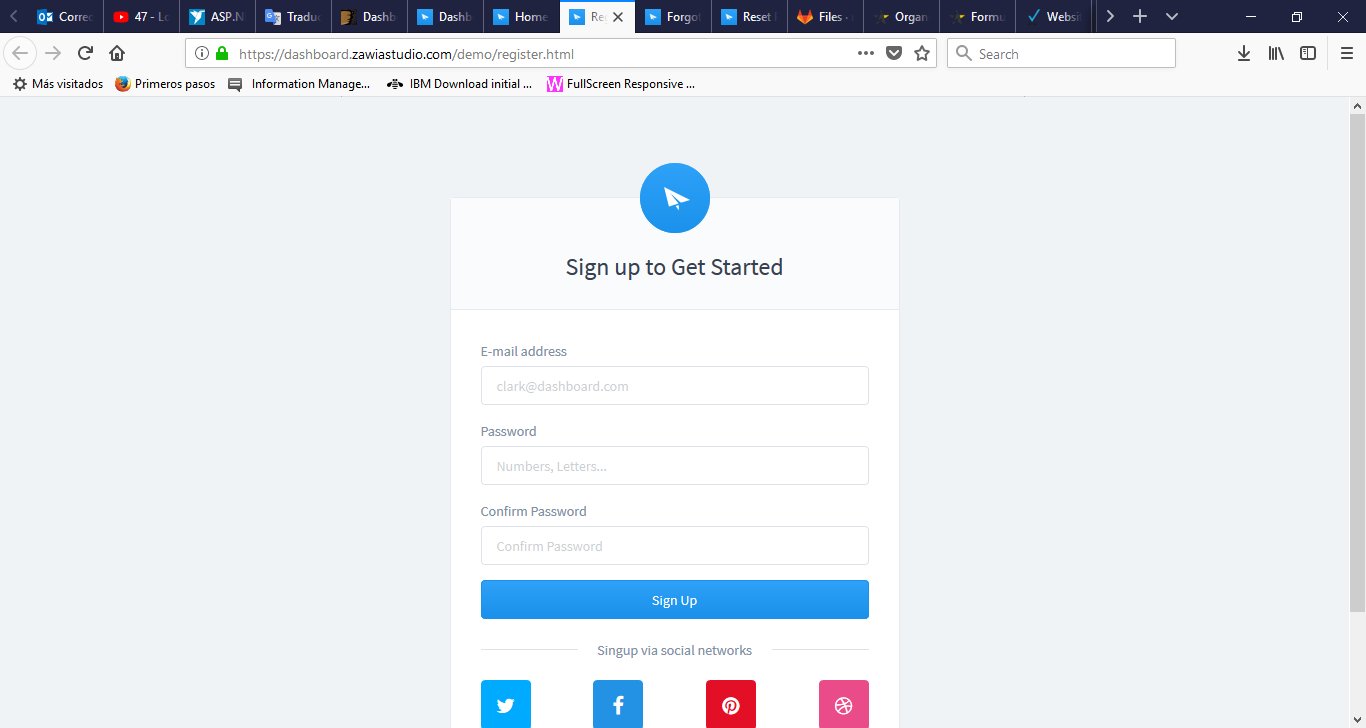 Correc 47 - Lo ASP.N Traduc Dashb Dashb Home Re Forgot Reset Files - Organ Formu Websit
https://dashboard.zawiastudio.com/demo/register.html Search
Más visitados Primeros pasos Information Manage... IBM Download initial ... FullScreen Responsive ...
Sign up to Get Started
E-mail address
clark@dashboard.com
Password
Numbers, Letters...
Confirm Password
Confirm Password
Sign Up
Singup via social networks